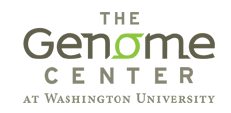 THE
Genome
CENTER
AT WASHINGTON UNIVERSITY